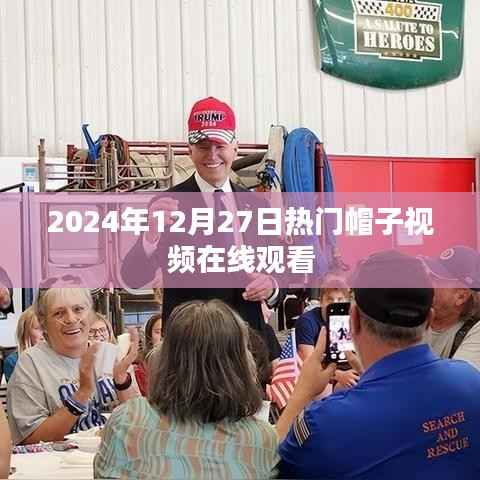 400
A SALUTE TO
HEROES
TRUMP
2024年12月27日热门帽子视
频在线观看
SEARCH
AND
RESCUE